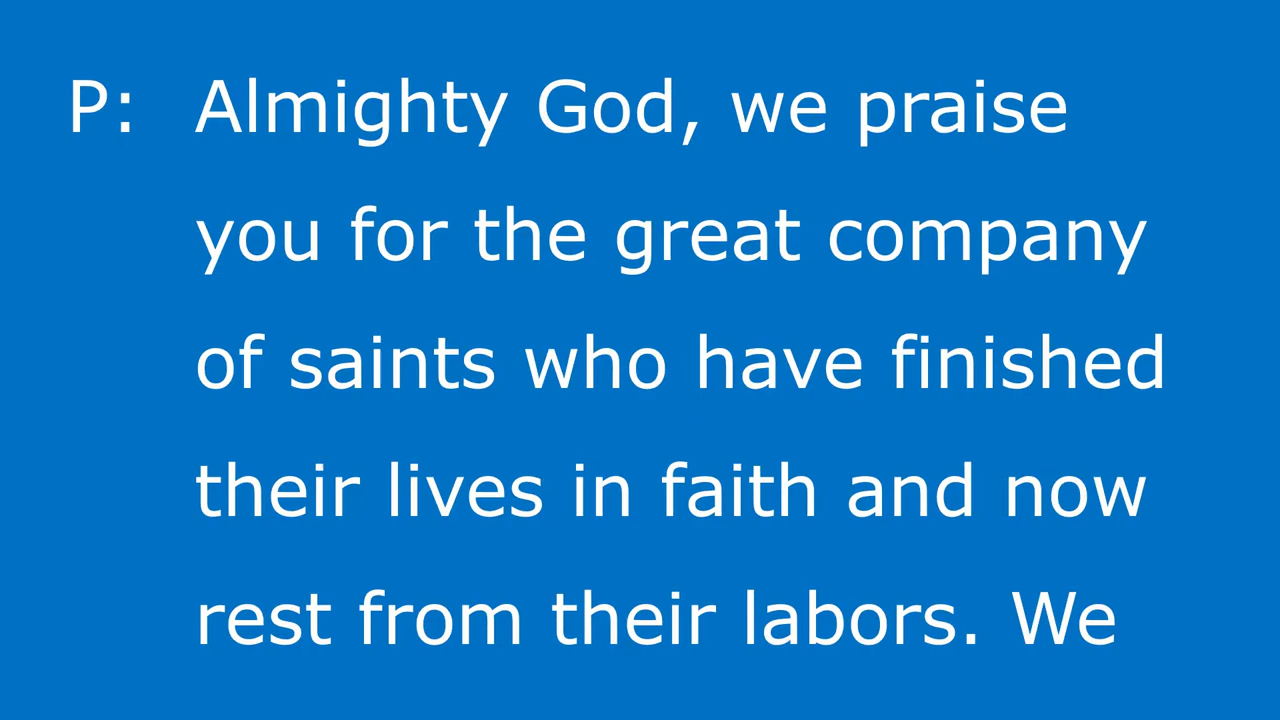 P: Almighty God, we praise
you for the great company
of saints who have finished
their lives in faith and now
rest from their labors. We